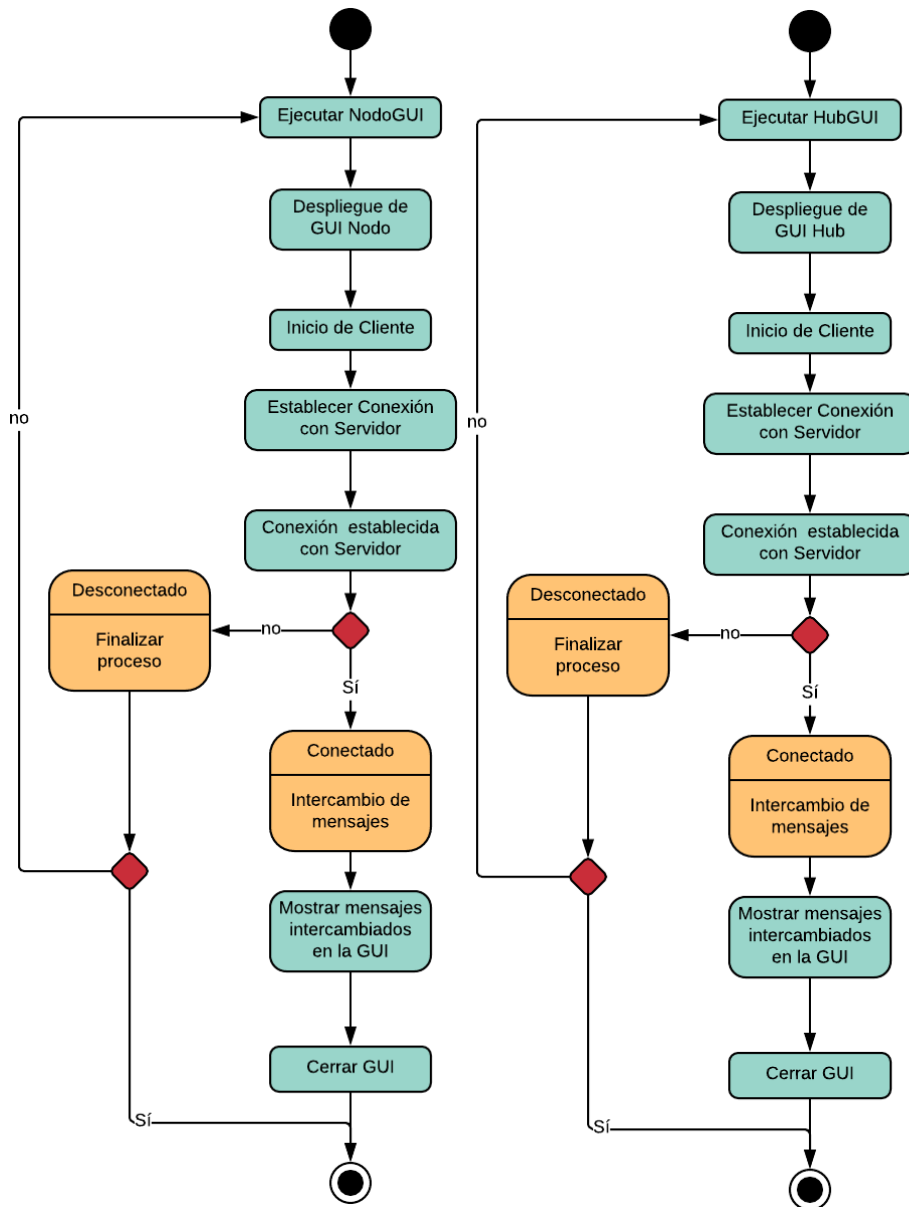 Ejecutar NodoGUI
Despliegue de
GUI Nodo
Inicio de Cliente
Establecer Conexión
con Servidor
no
Conexión establecida
con Servidor
Desconectado
Finalizar
proceso
no
Sí
Conectado
Intercambio de
mensajes
Mostrar mensajes
intercambiados
en la GUI
Cerrar GUI
Sí
Ejecutar HubGUI
Despliegue de
GUI Hub
Inicio de Cliente
Establecer Conexión
con Servidor
no
Conexión establecida
con Servidor
Desconectado
Finalizar
proceso
no
Sí
Conectado
Intercambio de
mensajes
Mostrar mensajes
intercambiados
en la GUI
Cerrar GUI
Sí